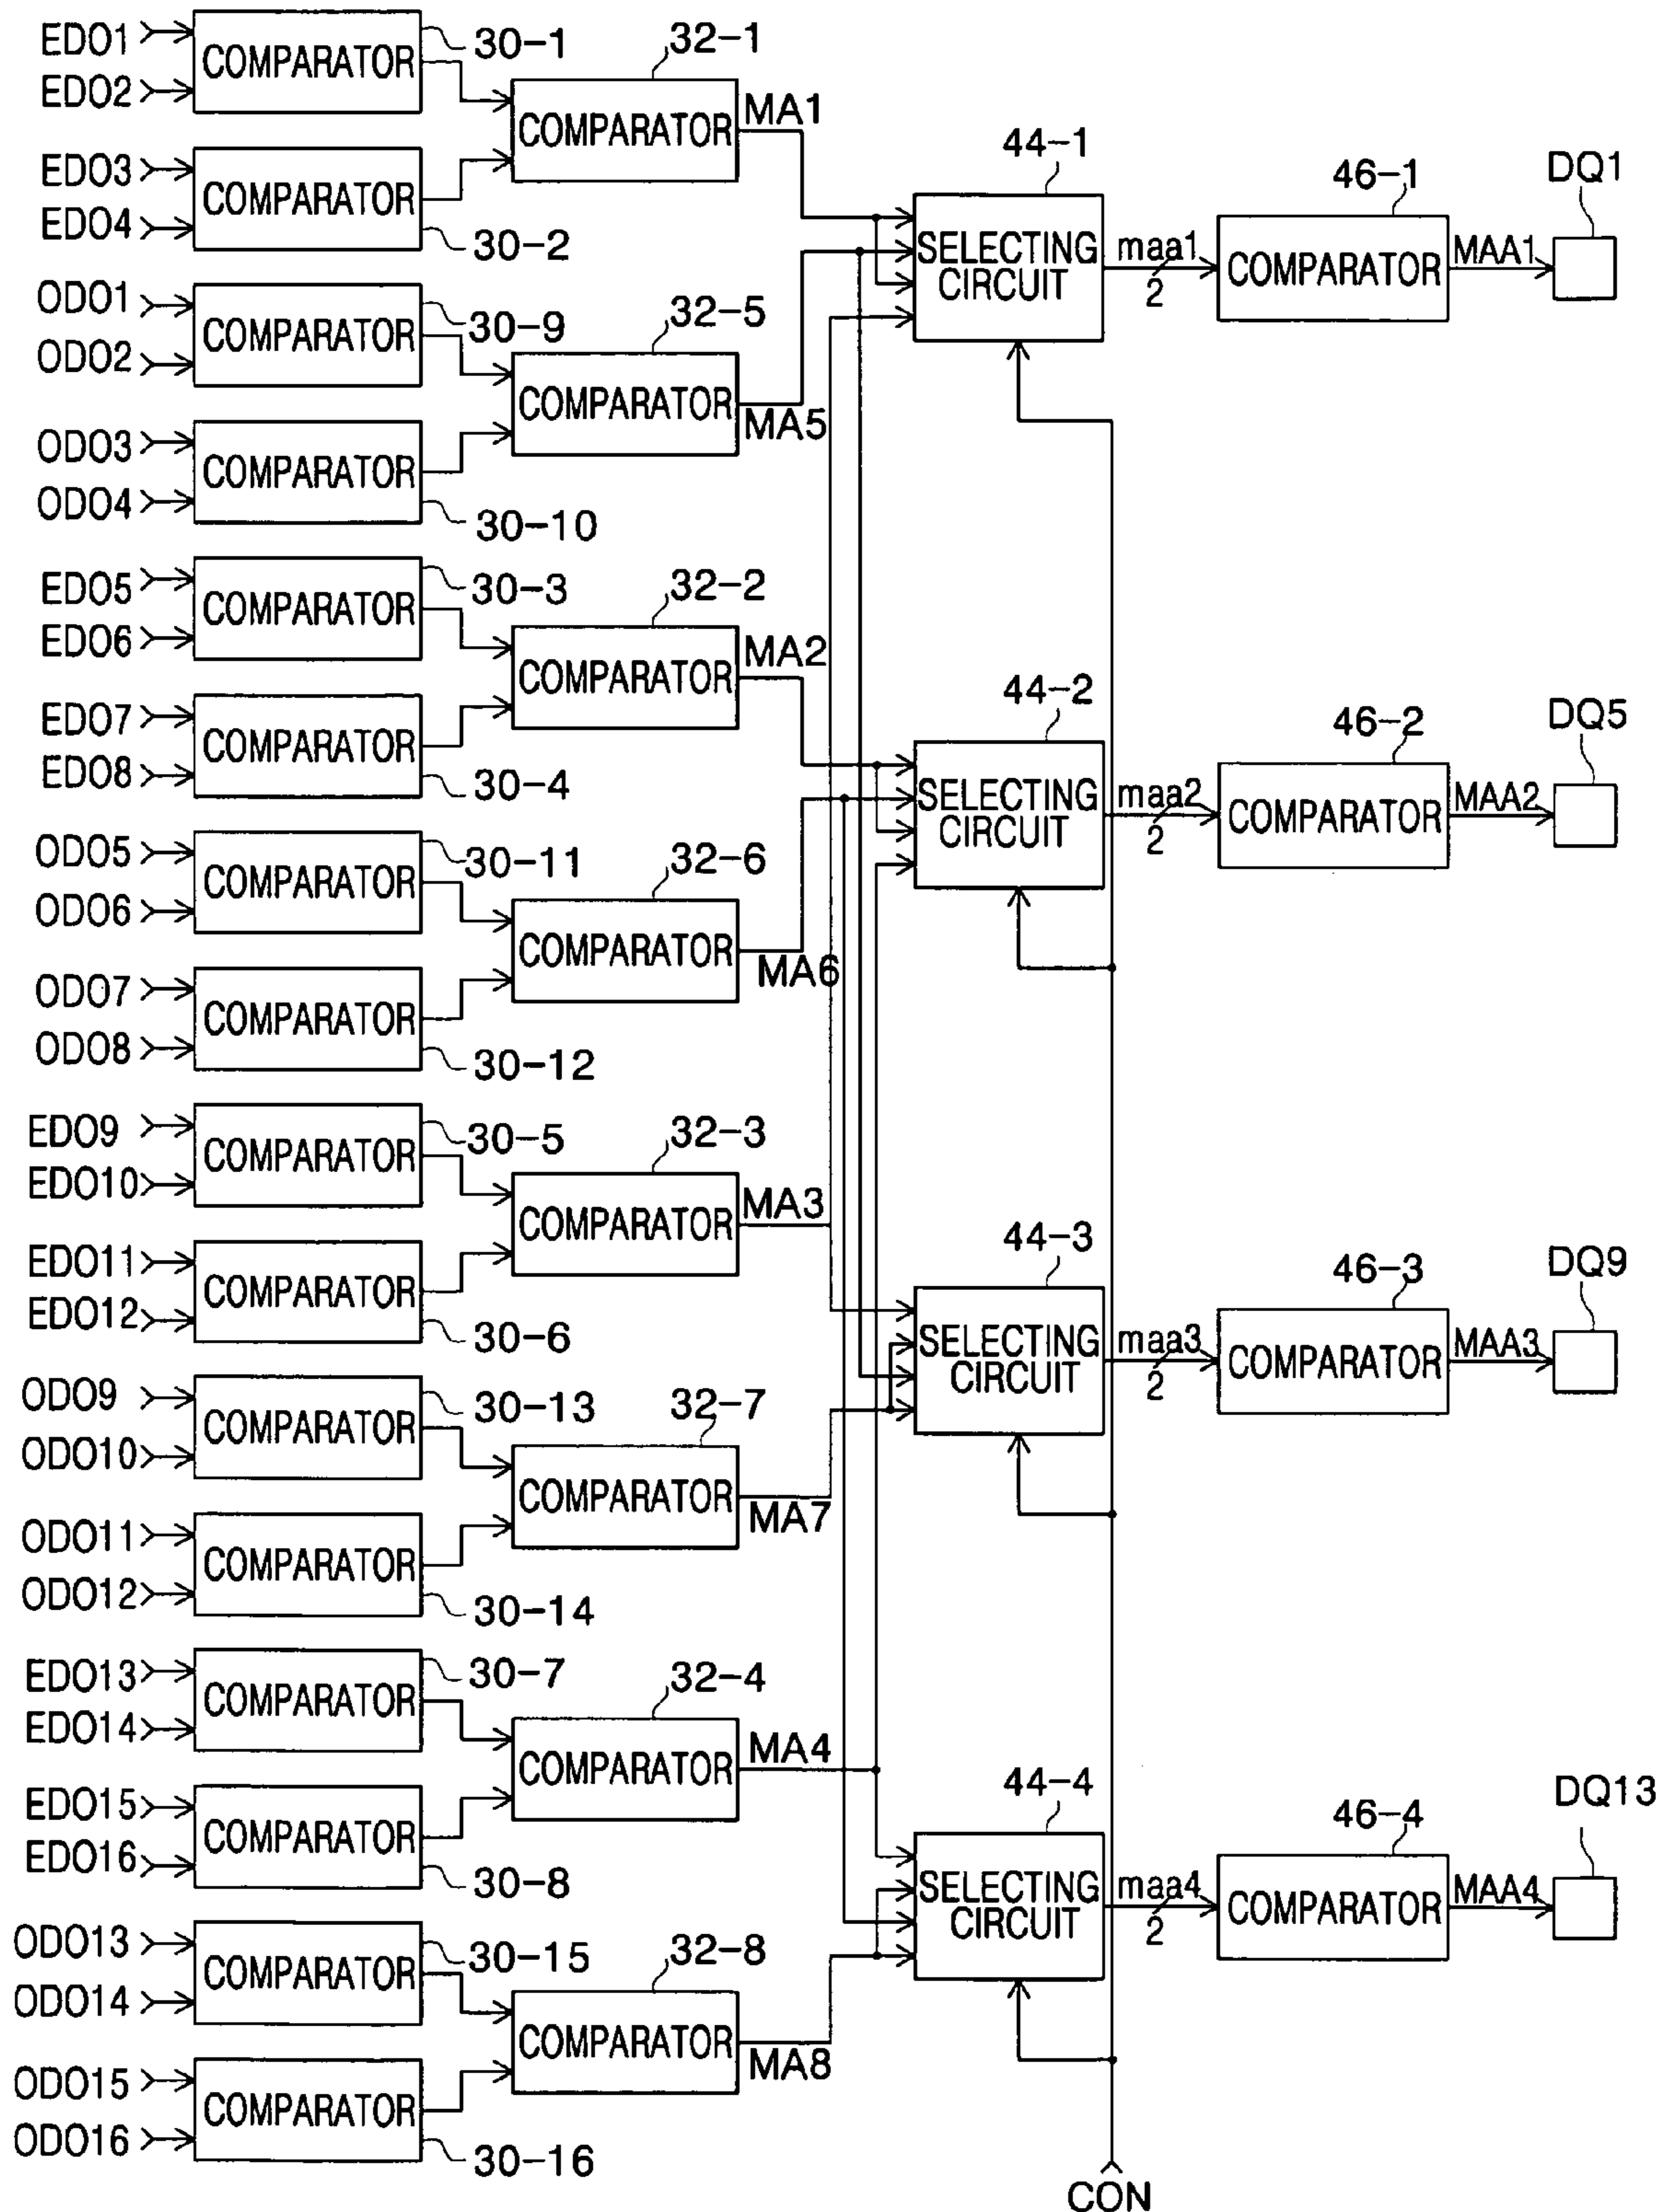 EDO1
EDO2
COMPARATOR
30-1
EDO3
EDO4
COMPARATOR
30-2
32-1
COMPARATOR
MA1
ODO1
ODO2
COMPARATOR
30-9
ODO3
ODO4
COMPARATOR
30-10
32-5
COMPARATOR
MA5
44-1
SELECTING
CIRCUIT
maa1
2
46-1
COMPARATOR
MAA1
DQ1
EDO5
EDO6
COMPARATOR
30-3
EDO7
EDO8
COMPARATOR
30-4
32-2
COMPARATOR
MA2
ODO5
ODO6
COMPARATOR
30-11
ODO7
ODO8
COMPARATOR
30-12
32-6
COMPARATOR
MA6
44-2
SELECTING
CIRCUIT
maa2
2
46-2
COMPARATOR
MAA2
DQ5
EDO9
EDO10
COMPARATOR
30-5
EDO11
EDO12
COMPARATOR
30-6
32-3
COMPARATOR
MA3
ODO9
ODO10
COMPARATOR
30-13
ODO11
ODO12
COMPARATOR
30-14
32-7
COMPARATOR
MA7
44-3
SELECTING
CIRCUIT
maa3
2
46-3
COMPARATOR
MAA3
DQ9
EDO13
EDO14
COMPARATOR
30-7
EDO15
EDO16
COMPARATOR
30-8
32-4
COMPARATOR
MA4
ODO13
ODO14
COMPARATOR
30-15
ODO15
ODO16
COMPARATOR
30-16
32-8
COMPARATOR
MA8
44-4
SELECTING
CIRCUIT
maa4
2
46-4
COMPARATOR
MAA4
DQ13
CON